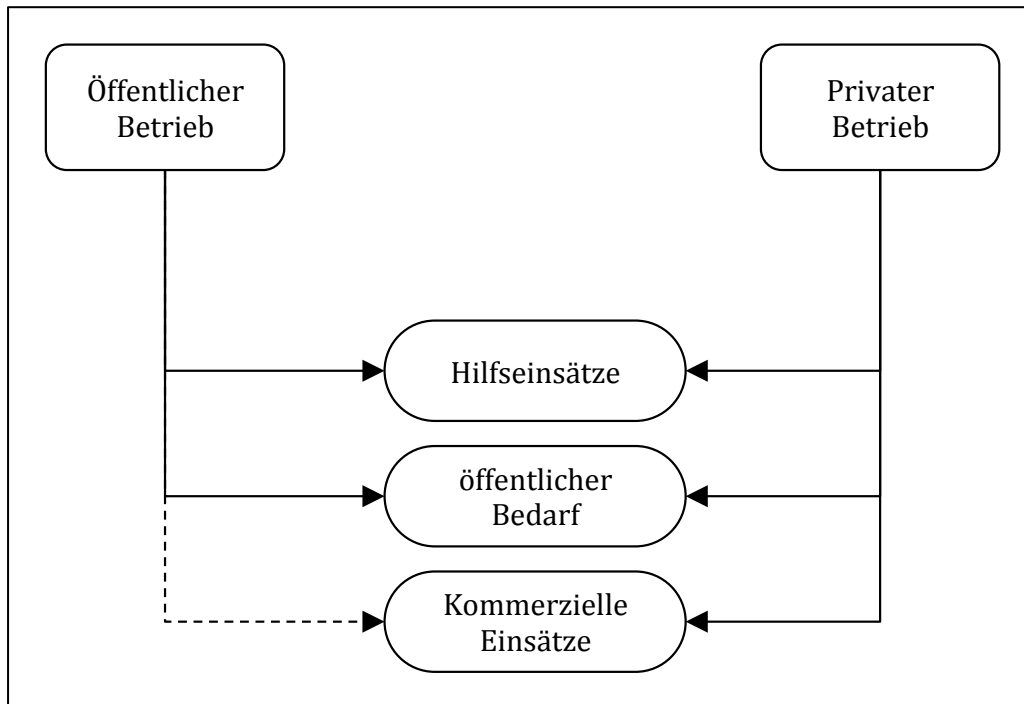 Öffentlicher
Betrieb
Privater
Betrieb
Hilfseinsätze
öffentlicher
Bedarf
Kommerzielle
Einsätze